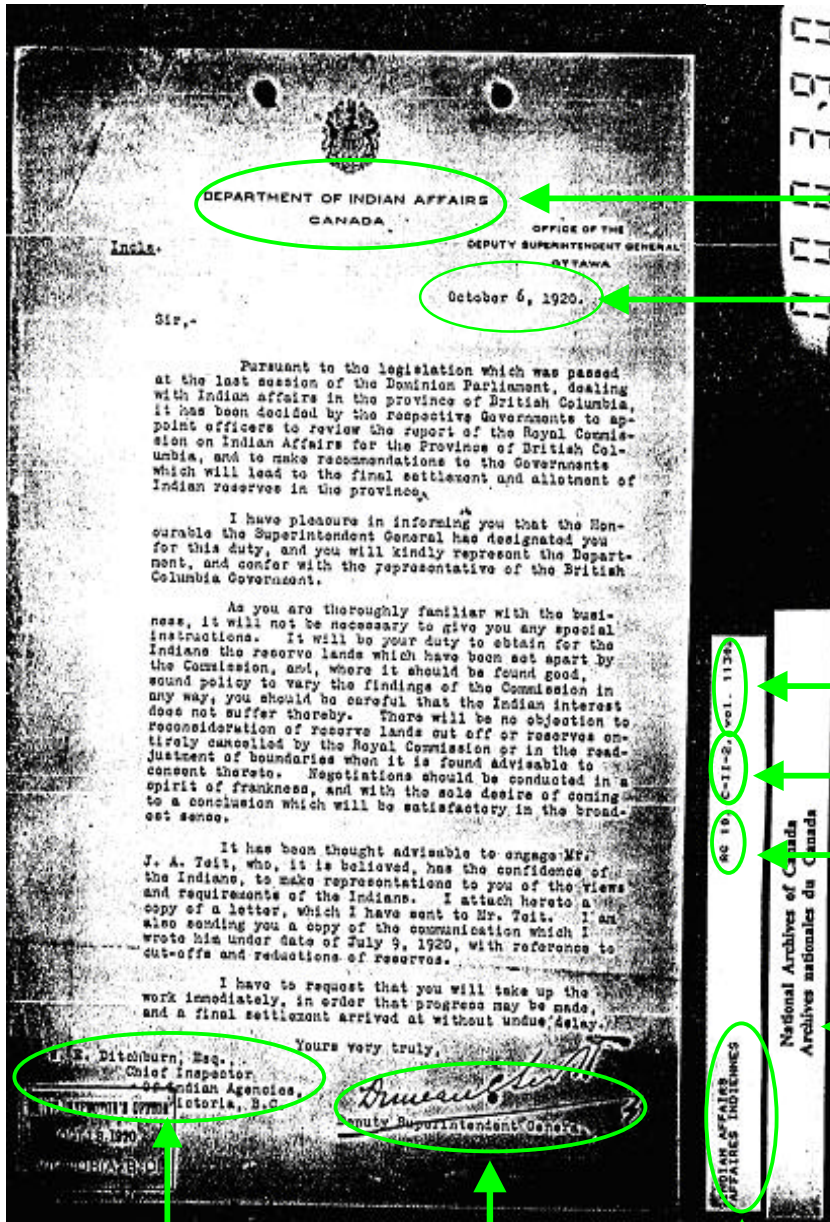 DEPARTMENT OF INDIAN AFFAIRS
CANADA
OFFICE OF THE
DEPUTY SUPERINTENDENT GENERAL
OTTAWA
Incls.
October 6, 1920.
Sir,-
Pursuant to the legislation which was passed
at the last session of the Dominion Parliament, dealing
with Indian affairs in the province of British Columbia,
it has been decided by the respective Governments to ap-
point officers to review the report of the Royal Commis-
sion on Indian Affairs for the Province of British Col-
umbia, and to make recommendations to the Governments
which will lead to the final settlement and allotment of
Indian reserves in the province.
I have pleasure in informing you that the Hon-
ourable the Superintendent General has designated you
for this duty, and you will kindly represent the Depart-
ment, and confer with the representative of the British
Columbia Government.
As you are thoroughly familiar with the busi-
ness, it will not be necessary to give you any special
instructions. It will be your duty to obtain for the
Indians the reserve lands which have been set apart by
the Commission, and, where it should be found good,
sound policy to vary the findings of the Commission in
any way, you should be careful that the Indian interest
does not suffer thereby. There will be no objection to
reconsideration of reserve lands cut off or reserves en-
tirely cancelled by the Royal Commission or in the read-
justment of boundaries when it is found advisable to
consent thereto. Negotiations should be conducted in a
spirit of frankness, and with the sole desire of coming
to a conclusion which will be satisfactory in the broad-
est sense.
It has been thought advisable to engage Mr.
J. A. Teit, who, it is believed, has the confidence of
the Indians, to make representations to you of the views
and requirements of the Indians. I attach hereto a
copy of a letter, which I have sent to Mr. Teit. I am
also sending you a copy of the communication which I
wrote him under date of July 9, 1920, with reference to
cut-offs and reductions of reserves.
I have to request that you will take up the
work immediately, in order that progress may be made,
and a final settlement arrived at without undue delay.
Yours very truly,
Duncan C Scott
Deputy Superintendent General.
E. Ditchburn, Esq.,
Chief Inspector
Of Indian Agencies,
Victoria, B.C.
INSPECTOR'S OFFICE
1920
VICTORIA, B.C.
INDIAN AFFAIRS
AFFAIRES INDIENNES
RG 10, C-II-2, vol. 1134,
National Archives of Canada
Archives nationales du Canada